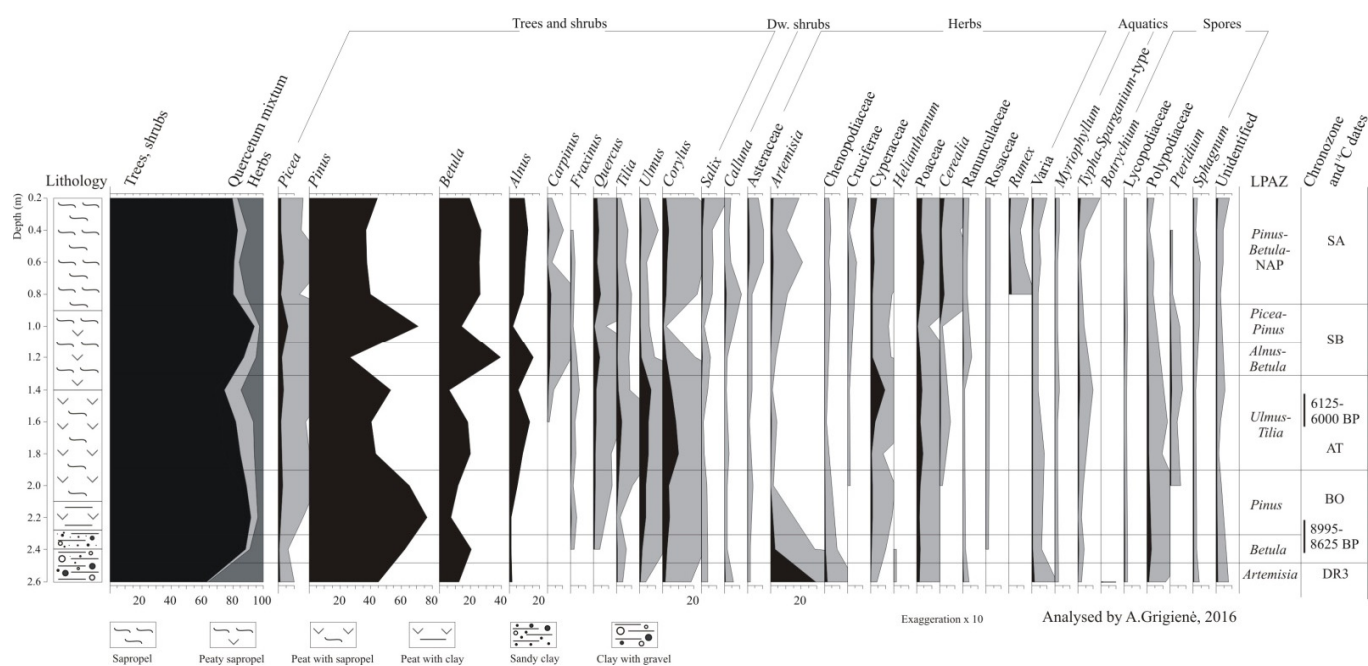 Trees and shrubs
Dw. shrubs
Herbs
Aquatics
Spores
Lithology
Trees, shrubs
Quercetum mixtum
Herbs
Picea
Pinus
Betula
Alnus
Carpinus
Fraxinus
Quercus
Tilia
Ulmus
Corylus
Salix
Calluna
Asteraceae
Artemisia
Chenopodiaceae
Cruciferae
Cyperaceae
Helianthemum
Poaceae
Cerealia
Ranunculaceae
Rosaceae
Rumex
Varia
Myriophyllum
Typha-Sparganium-type
Botrychium
Lycopodiaceae
Polypodiaceae
Pteridium
Sphagnum
Unidentified
LPAZ
Chronozone
and ¹⁴C dates
Depth (m)
0.2
0.4
0.6
0.8
1.0
1.2
1.4
1.6
1.8
2.0
2.2
2.4
2.6
Pinus-
Betula-
NAP
Picea-
Pinus
Alnus-
Betula
Ulmus-
Tilia
Pinus
Betula
Artemisia
SA
SB
6125-
6000 BP
AT
BO
8995-
8625 BP
DR3
20 40 60 80 100 20 40 60 80 20 40 20 20 20
Exaggeration x 10
Analysed by A.Grigienė, 2016
Sapropel
Peaty sapropel
Peat with sapropel
Peat with clay
Sandy clay
Clay with gravel